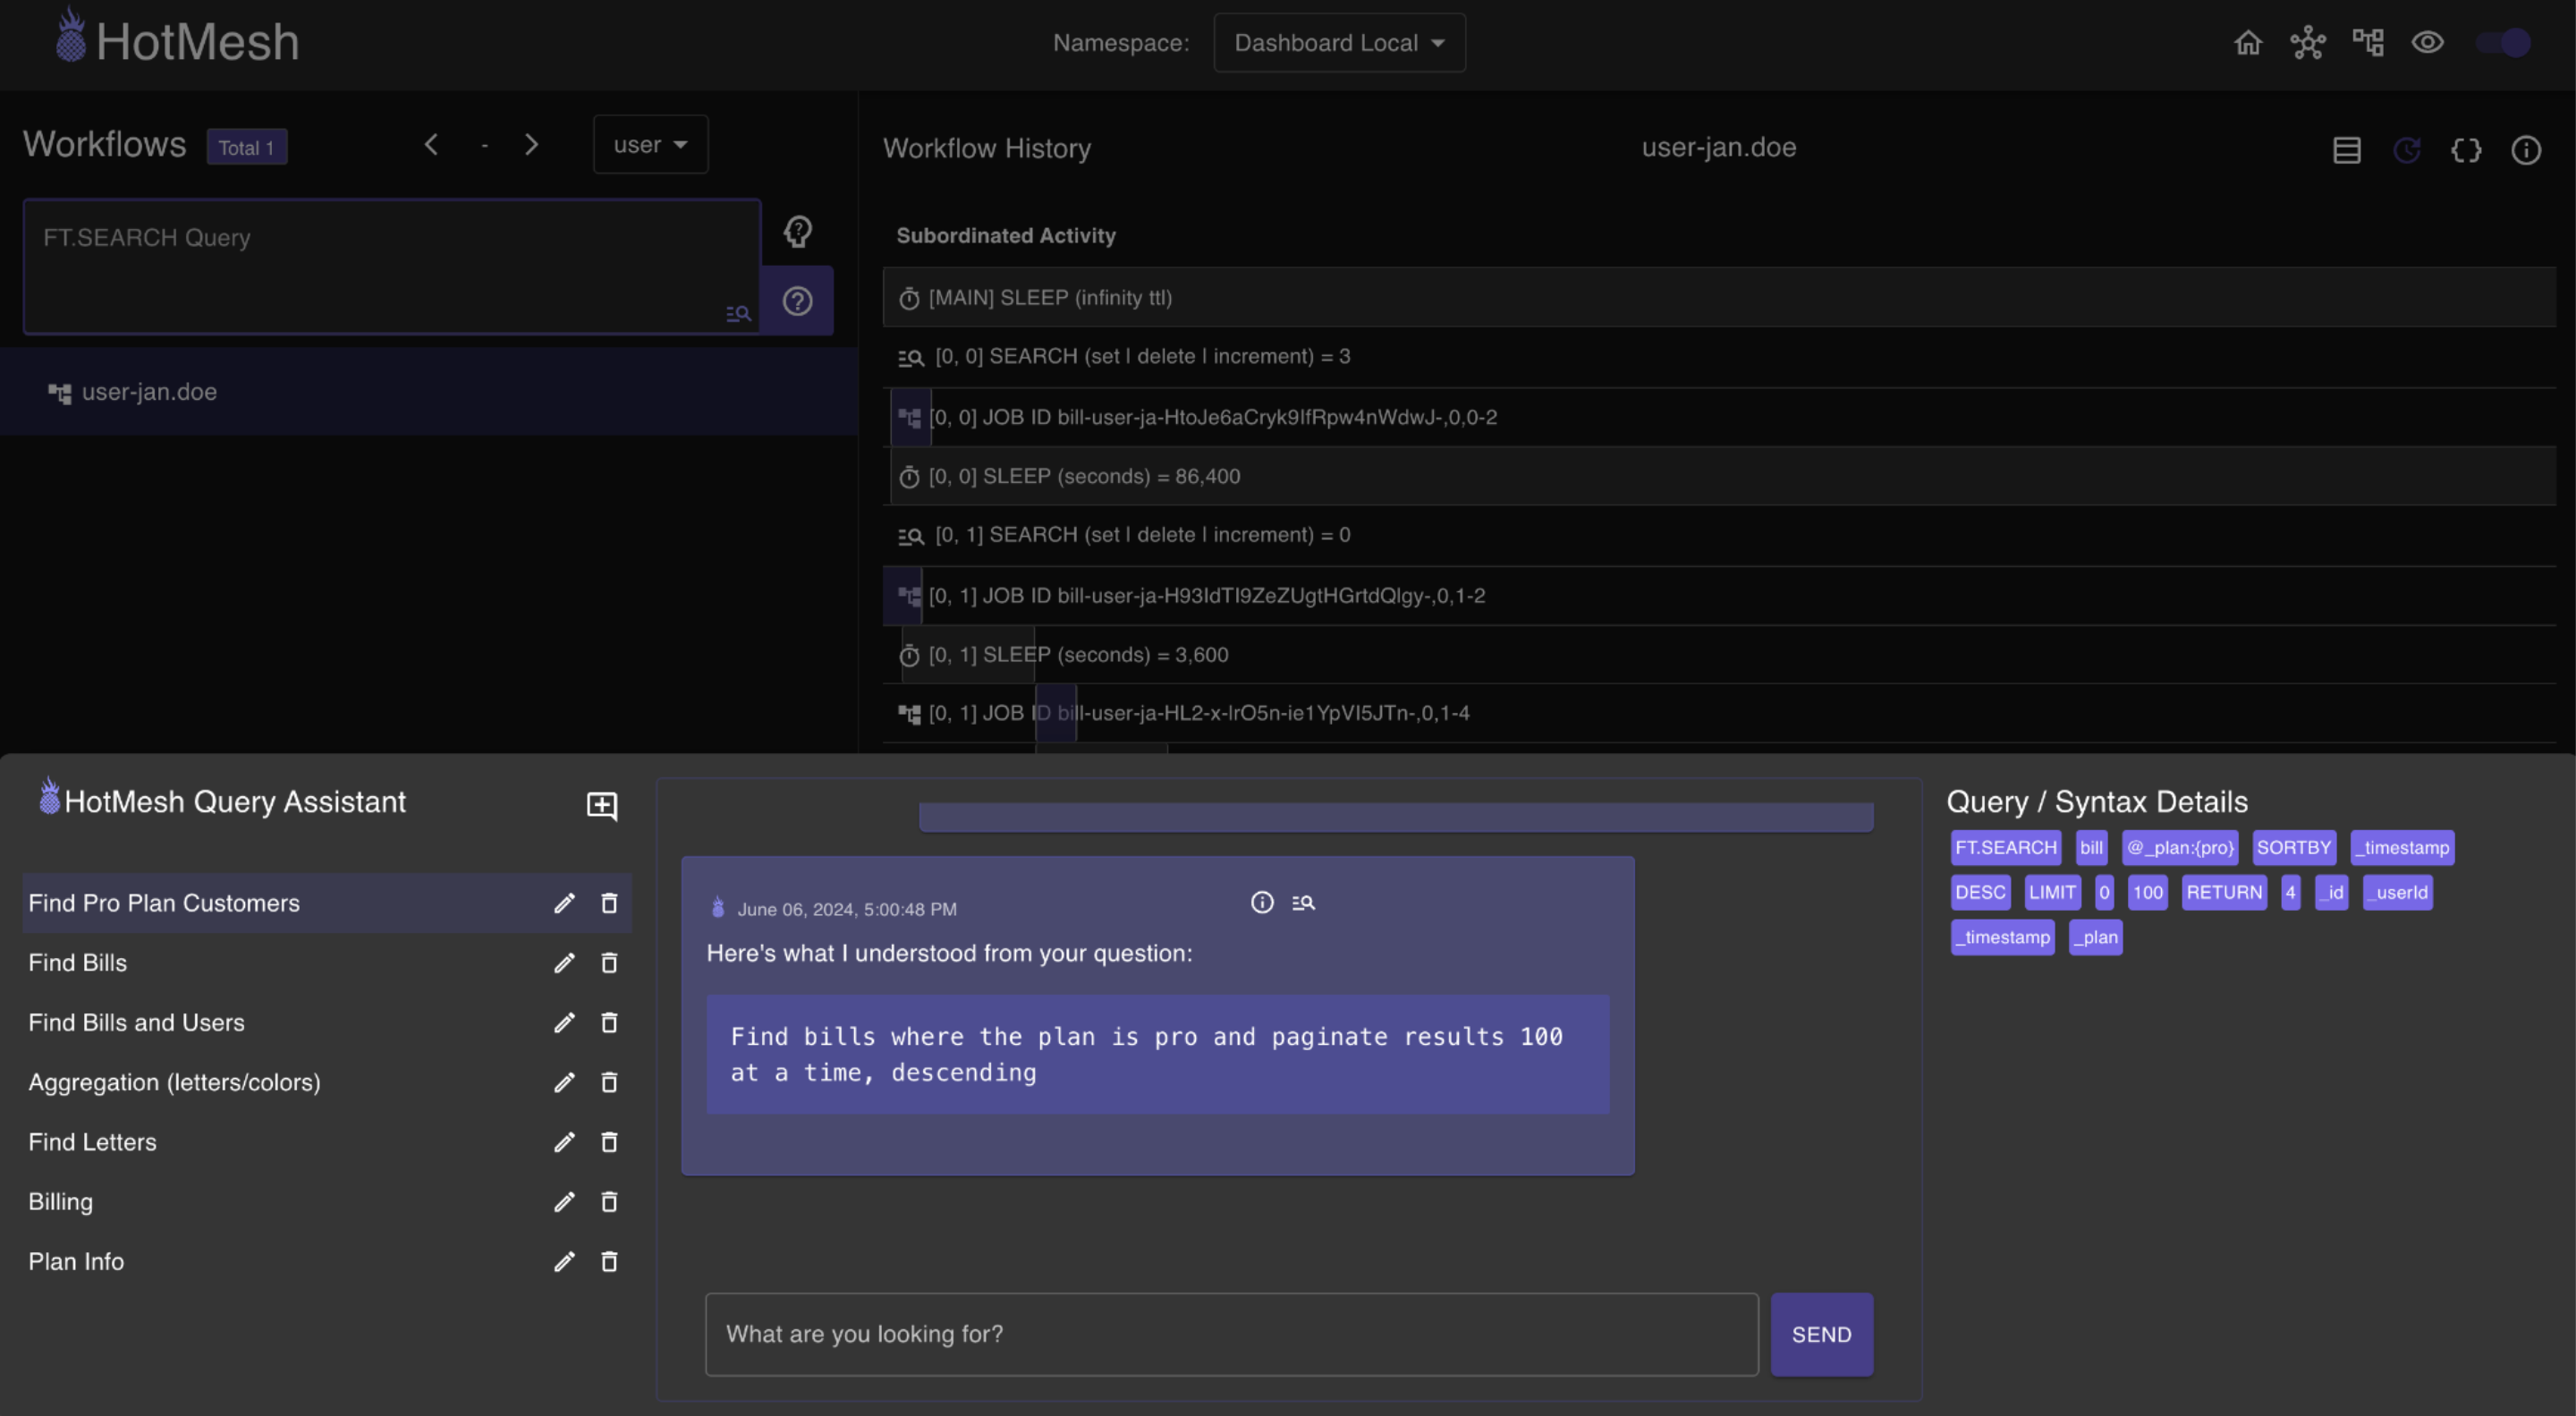 HotMesh
Namespace: Dashboard Local
Workflows Total 1 - user
FT.SEARCH Query
user-jan.doe
Workflow History user-jan.doe
Subordinated Activity
[MAIN] SLEEP (infinity ttl)
[0, 0] SEARCH (set | delete | increment) = 3
[0, 0] JOB ID bill-user-ja-HtoJe6aCryk9IfRpw4nWdwJ-,0,0-2
[0, 0] SLEEP (seconds) = 86,400
[0, 1] SEARCH (set | delete | increment) = 0
[0, 1] JOB ID bill-user-ja-H93IdTI9ZeZUgtHGrtdQlgy-,0,1-2
[0, 1] SLEEP (seconds) = 3,600
[0, 1] JOB ID bill-user-ja-HL2-x-IrO5n-ie1YpVI5JTn-,0,1-4
HotMesh Query Assistant
Find Pro Plan Customers
Find Bills
Find Bills and Users
Aggregation (letters/colors)
Find Letters
Billing
Plan Info
June 06, 2024, 5:00:48 PM
Here's what I understood from your question:
Find bills where the plan is pro and paginate results 100
at a time, descending
What are you looking for?
SEND
Query / Syntax Details
FT.SEARCH bill @_plan:{pro} SORTBY _timestamp
DESC LIMIT 0 100 RETURN 4 _id _userId
_timestamp _plan